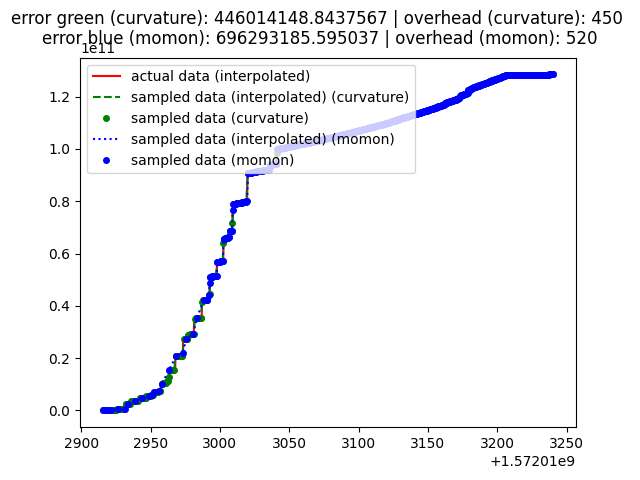 error green (curvature): 446014148.8437567 | overhead (curvature): 450
error blue (momon): 696293185.595037 | overhead (momon): 520
1e11
actual data (interpolated)
sampled data (interpolated) (curvature)
sampled data (curvature)
sampled data (interpolated) (momon)
sampled data (momon)
1.2
1.0
0.8
0.6
0.4
0.2
0.0
2900 2950 3000 3050 3100 3150 3200 3250
+1.57201e9